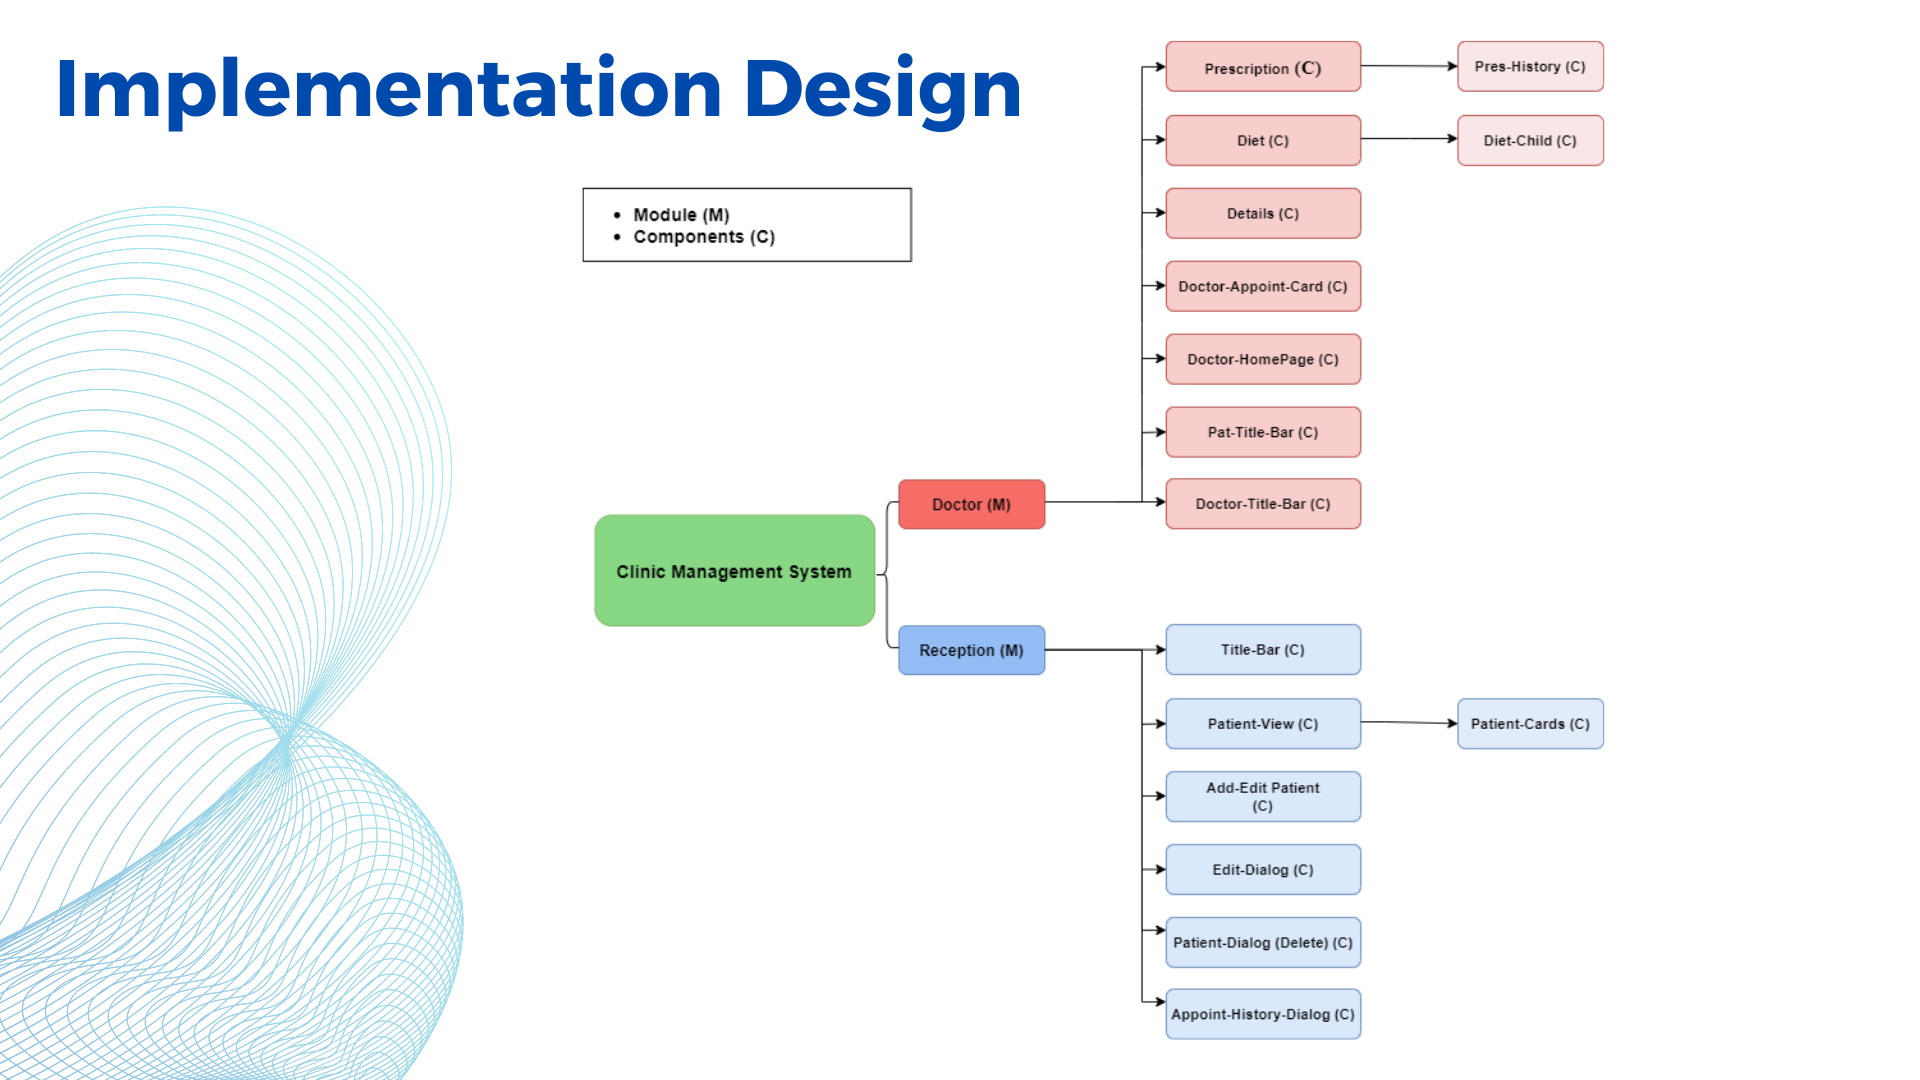 Implementation Design
• Module (M)
• Components (C)
Clinic Management System
Doctor (M)
Prescription (C)
Pres-History (C)
Diet (C)
Diet-Child (C)
Details (C)
Doctor-Appoint-Card (C)
Doctor-HomePage (C)
Pat-Title-Bar (C)
Doctor-Title-Bar (C)
Reception (M)
Title-Bar (C)
Patient-View (C)
Patient-Cards (C)
Add-Edit Patient
(C)
Edit-Dialog (C)
Patient-Dialog (Delete) (C)
Appoint-History-Dialog (C)